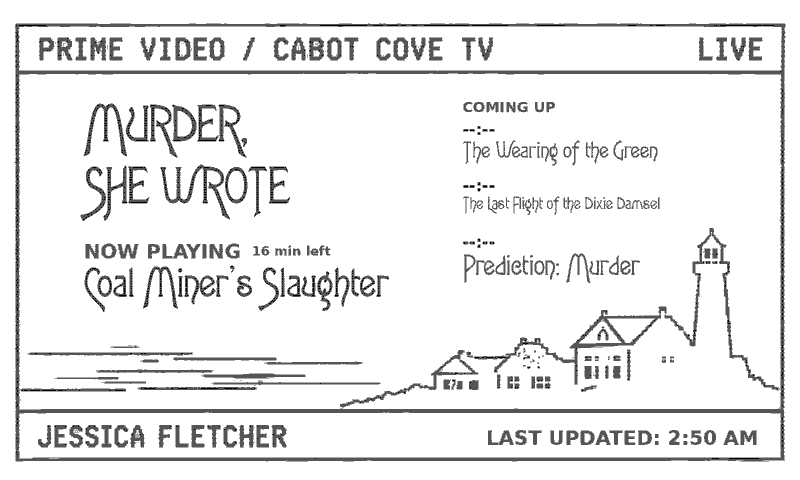 PRIME VIDEO / CABOT COVE TV
LIVE
MURDER,
SHE WROTE
NOW PLAYING 16 min left
Coal Miner's Slaughter
COMING UP
--:--
The Wearing of the Green
--:--
The Last Flight of the Dixie Damsel
--:--
Prediction: Murder
JESSICA FLETCHER
LAST UPDATED: 2:50 AM